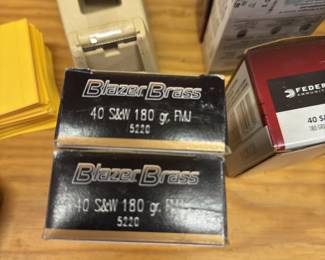 Blazer Brass
40 S&W 180 gr. FMJ
5220
Blazer Brass
40 S&W 180 gr. FMJ
5220
FEDER
40 S